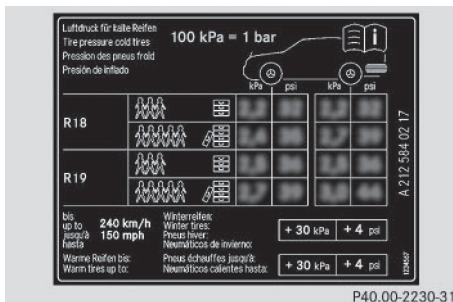 Luftdruck für kalte Reifen
Tire pressure cold tires
Pression des pneus froid
Presión de inflado
100 kPa = 1 bar
i
kPa psi kPa psi
R18
R19
A 212 584 02 17
bis
up to
jusqu'à
hasta
240 km/h
150 mph
Winterreifen:
Winter tires:
Pneus hiver:
Neumáticos de invierno:
+ 30 kPa + 4 psi
Warme Reifen bis:
Warm tires up to:
Pneus échauffes jusqu'à:
Neumáticos calientes hasta:
+ 30 kPa + 4 psi
P40.00-2230-31